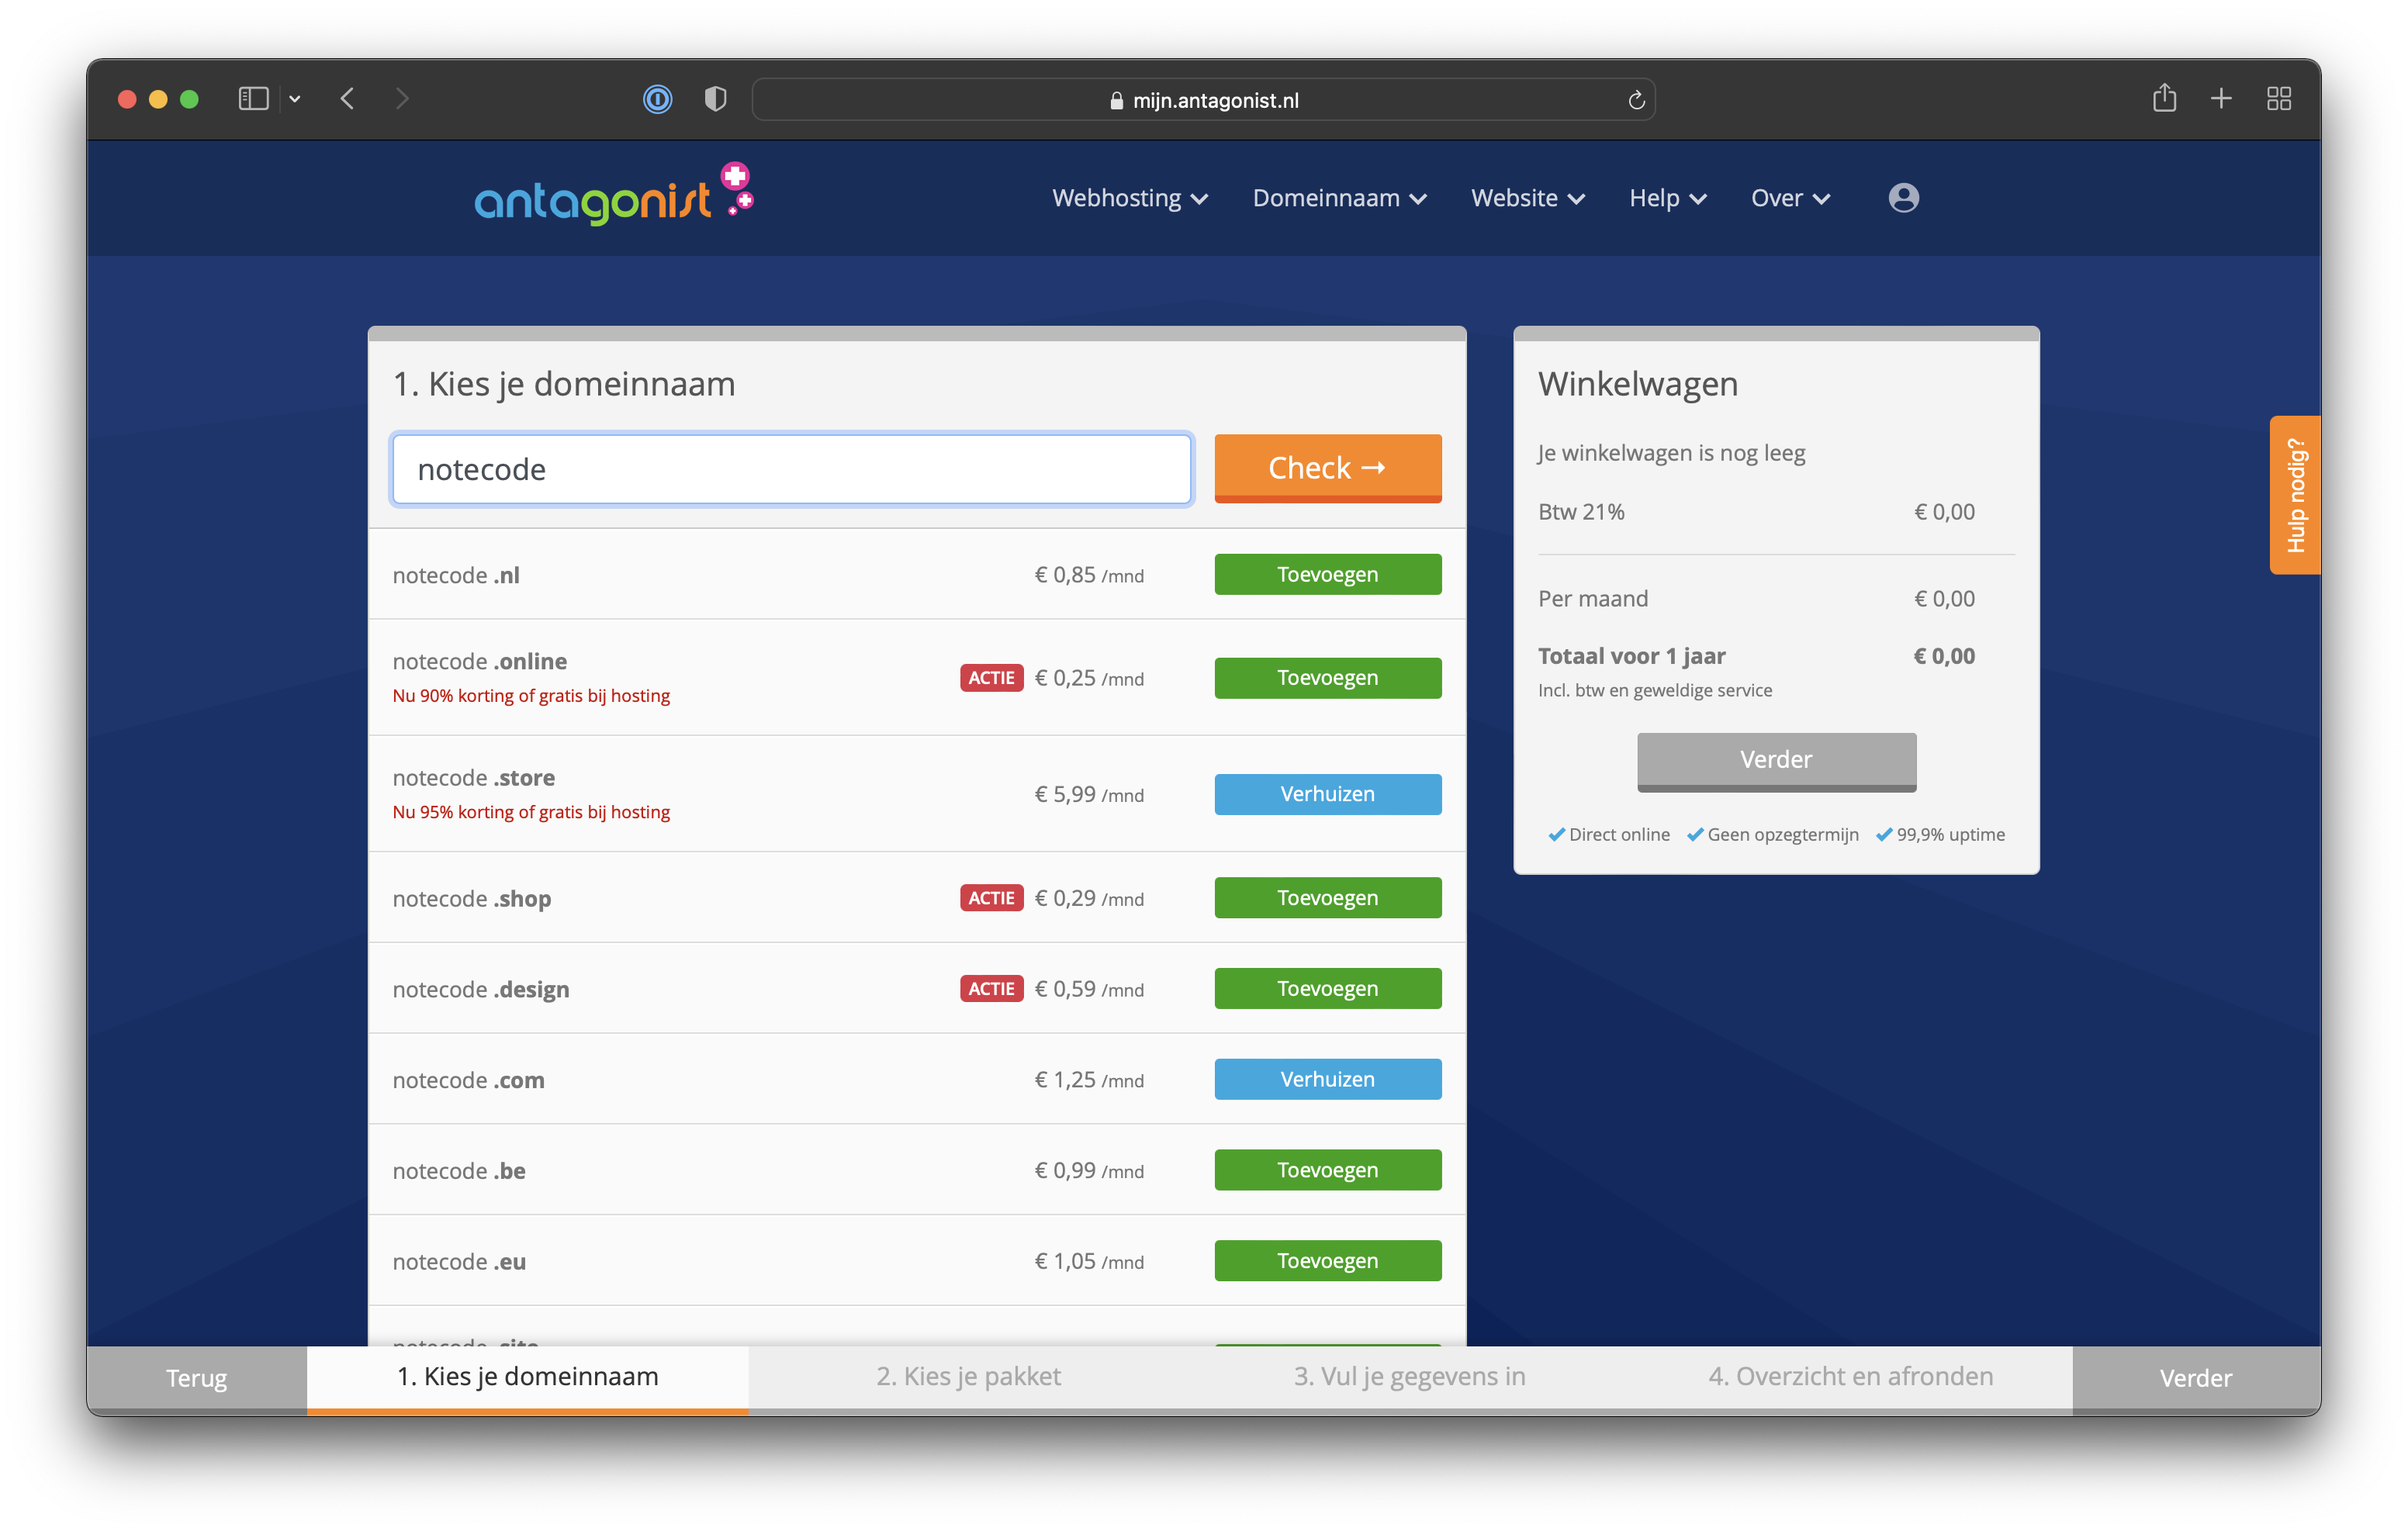 mijn.antagonist.nl
antagonist
Webhosting
Domeinnaam
Website
Help
Over
1. Kies je domeinnaam
notecode
Check →
notecode .nl
€ 0,85 /mnd
Toevoegen
notecode .online
Nu 90% korting of gratis bij hosting
ACTIE
€ 0,25 /mnd
Toevoegen
notecode .store
Nu 95% korting of gratis bij hosting
€ 5,99 /mnd
Verhuizen
notecode .shop
ACTIE
€ 0,29 /mnd
Toevoegen
notecode .design
ACTIE
€ 0,59 /mnd
Toevoegen
notecode .com
€ 1,25 /mnd
Verhuizen
notecode .be
€ 0,99 /mnd
Toevoegen
notecode .eu
€ 1,05 /mnd
Toevoegen
notecode .site
Winkelwagen
Je winkelwagen is nog leeg
Btw 21% € 0,00
Per maand € 0,00
Totaal voor 1 jaar € 0,00
Incl. btw en geweldige service
Verder
Direct online
Geen opzegtermijn
99,9% uptime
Hulp nodig?
Terug
1. Kies je domeinnaam
2. Kies je pakket
3. Vul je gegevens in
4. Overzicht en afronden
Verder